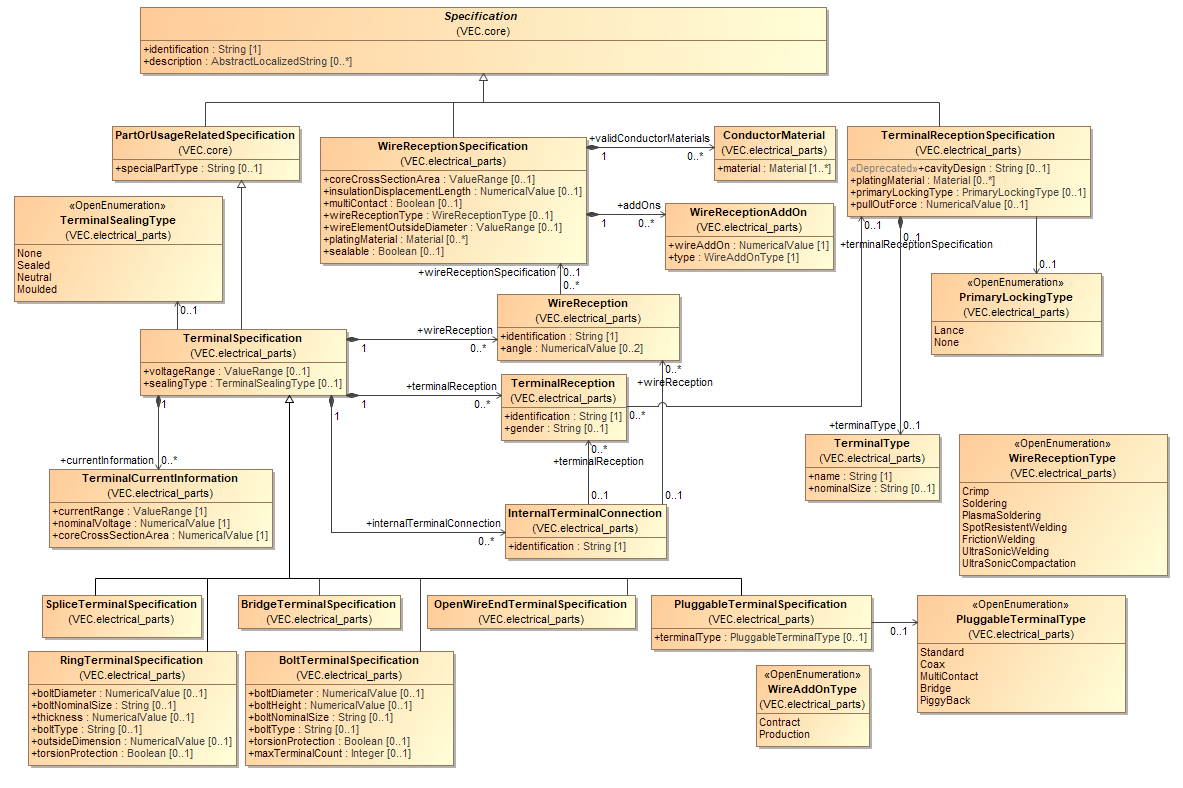 Specification
(VEC.core)
+identification : String [1]
+description : AbstractLocalizedString [0..*]
PartOrUsageRelatedSpecification
(VEC.core)
+specialPartType : String [0..1]
WireReceptionSpecification
(VEC.electrical_parts)
+coreCrossSectionArea : ValueRange [0..1]
+insulationDisplacementLength : NumericalValue [0..1]
+multiContact : Boolean [0..1]
+wireReceptionType : WireReceptionType [0..1]
+wireElementOutsideDiameter : ValueRange [0..1]
+platingMaterial : Material [0..*]
+sealable : Boolean [0..1]
+validConductorMaterials
1
0..*
ConductorMaterial
(VEC.electrical_parts)
+material : Material [1..*]
+addOns
1
0..*
WireReceptionAddOn
(VEC.electrical_parts)
+wireAddOn : NumericalValue [1]
+type : WireAddOnType [1]
TerminalReceptionSpecification
(VEC.electrical_parts)
«Deprecated»+cavityDesign : String [0..1]
+platingMaterial : Material [0..*]
+primaryLockingType : PrimaryLockingType [0..1]
+pullOutForce : NumericalValue [0..1]
0..1
0..1
+terminalReceptionSpecification
0..1
«OpenEnumeration»
PrimaryLockingType
(VEC.electrical_parts)
Lance
None
«OpenEnumeration»
TerminalSealingType
(VEC.electrical_parts)
None
Sealed
Neutral
Moulded
0..1
+wireReceptionSpecification
0..1
0..*
WireReception
(VEC.electrical_parts)
+identification : String [1]
+angle : NumericalValue [0..2]
TerminalSpecification
(VEC.electrical_parts)
+voltageRange : ValueRange [0..1]
+sealingType : TerminalSealingType [0..1]
+wireReception
1
0..*
+terminalReception
1
0..*
TerminalReception
(VEC.electrical_parts)
+identification : String [1]
+gender : String [0..1]
0..*
+wireReception
0..*
0..*
+terminalReception
1
1
+terminalType
0..1
TerminalType
(VEC.electrical_parts)
+name : String [1]
+nominalSize : String [0..1]
«OpenEnumeration»
WireReceptionType
(VEC.electrical_parts)
Crimp
Soldering
PlasmaSoldering
SpotResistentWelding
FrictionWelding
UltraSonicWelding
UltraSonicCompactation
+currentInformation
0..*
TerminalCurrentInformation
(VEC.electrical_parts)
+currentRange : ValueRange [1]
+nominalVoltage : NumericalValue [1]
+coreCrossSectionArea : NumericalValue [1]
0..1
0..1
+internalTerminalConnection
0..*
InternalTerminalConnection
(VEC.electrical_parts)
+identification : String [1]
SpliceTerminalSpecification
(VEC.electrical_parts)
BridgeTerminalSpecification
(VEC.electrical_parts)
OpenWireEndTerminalSpecification
(VEC.electrical_parts)
PluggableTerminalSpecification
(VEC.electrical_parts)
+terminalType : PluggableTerminalType [0..1]
0..1
«OpenEnumeration»
PluggableTerminalType
(VEC.electrical_parts)
Standard
Coax
MultiContact
Bridge
PiggyBack
RingTerminalSpecification
(VEC.electrical_parts)
+boltDiameter : NumericalValue [0..1]
+boltNominalSize : String [0..1]
+thickness : NumericalValue [0..1]
+boltType : String [0..1]
+outsideDimension : NumericalValue [0..1]
+torsionProtection : Boolean [0..1]
BoltTerminalSpecification
(VEC.electrical_parts)
+boltDiameter : NumericalValue [0..1]
+boltHeight : NumericalValue [0..1]
+boltNominalSize : String [0..1]
+boltType : String [0..1]
+torsionProtection : Boolean [0..1]
+maxTerminalCount : Integer [0..1]
«OpenEnumeration»
WireAddOnType
(VEC.electrical_parts)
Contract
Production